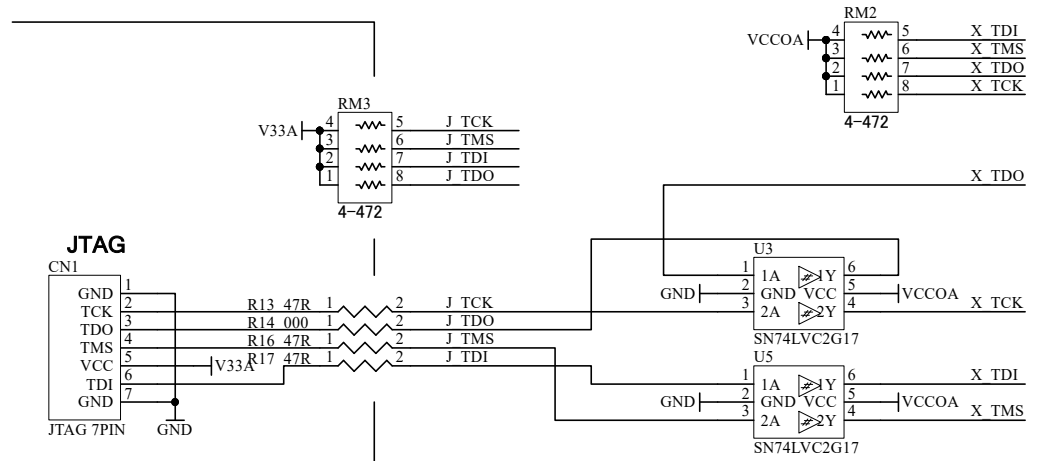 RM2
VCCOA
4 5 X_TDI
3 6 X_TMS
2 7 X_TDO
1 8 X_TCK
4-472
RM3
V33A
4 5 J_TCK
3 6 J_TMS
2 7 J_TDI
1 8 J_TDO
4-472
X_TDO
JTAG
CN1
GND 1
TCK 2 R13 47R 1 2 J_TCK
TDO 3 R14 000 1 2 J_TDO
TMS 4 R16 47R 1 2 J_TMS
VCC 5 V33A R17 47R 1 2 J_TDI
TDI 6
GND 7
JTAG 7PIN
GND
U3
1 1A 1Y 6
GND 2 GND VCC 5 VCCOA
3 2A 2Y 4 X_TCK
SN74LVC2G17
U5
1 1A 1Y 6 X_TDI
GND 2 GND VCC 5 VCCOA
3 2A 2Y 4 X_TMS
SN74LVC2G17